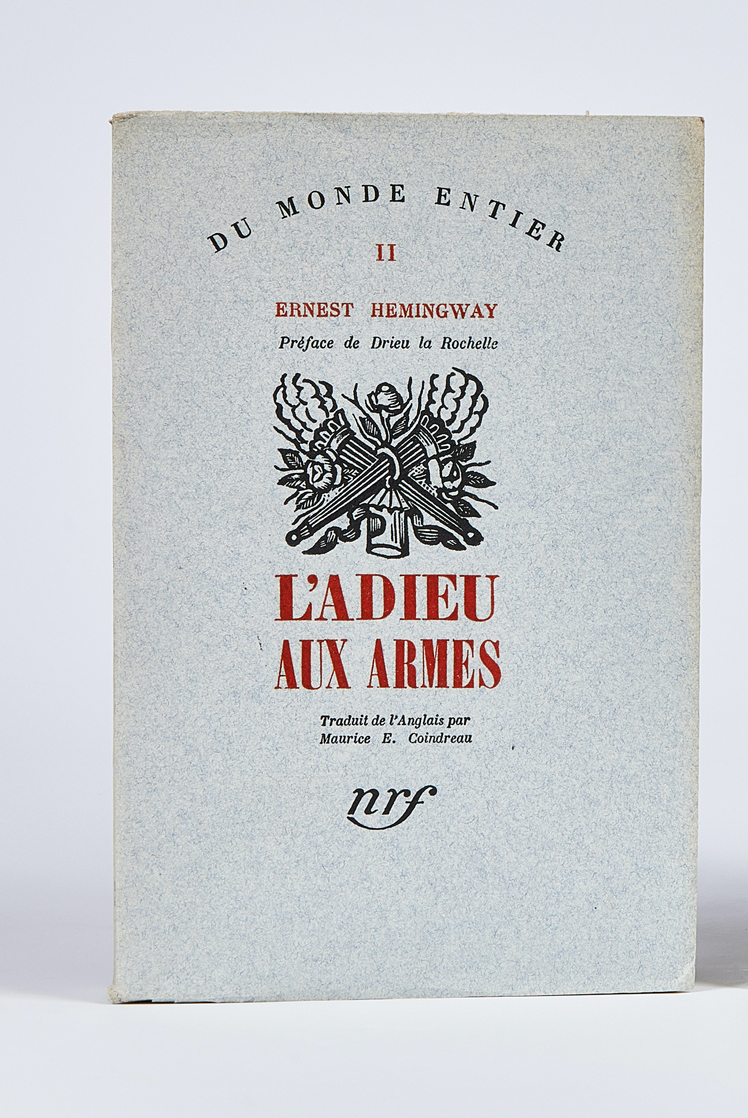 DU MONDE ENTIER
II
ERNEST HEMINGWAY
Préface de Drieu la Rochelle
L'ADIEU
AUX ARMES
Traduit de l'Anglais par
Maurice E. Coindreau
nrf